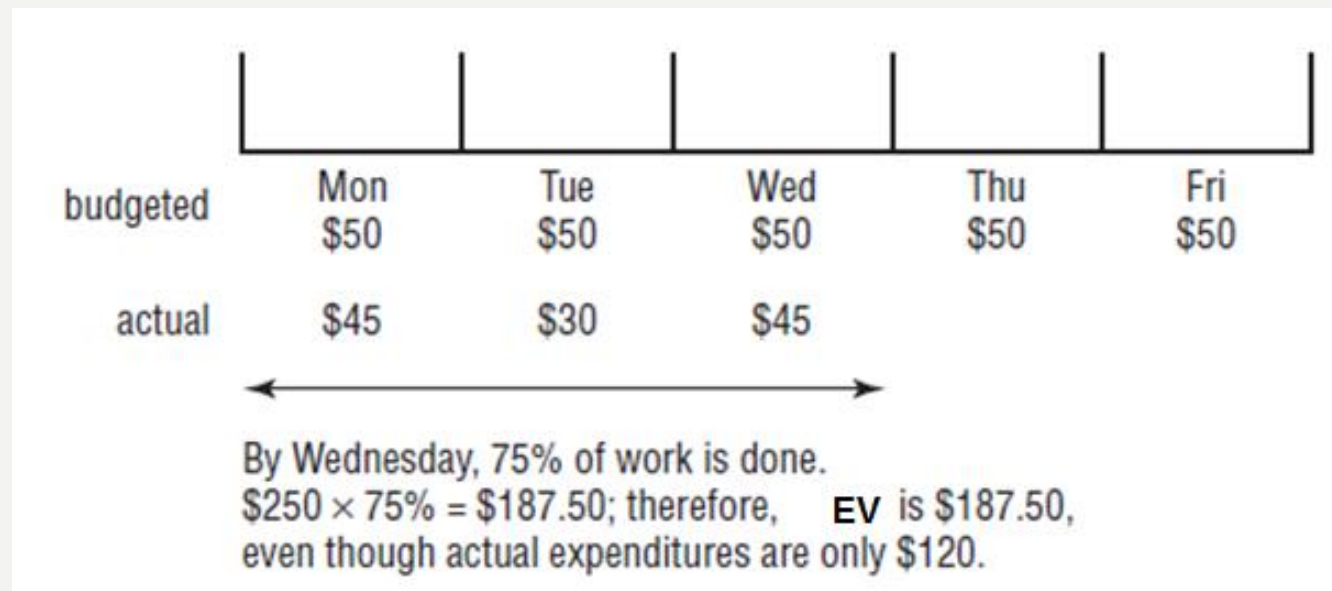 Mon Tue Wed Thu Fri
budgeted
$50 $50 $50 $50 $50
actual $45 $30 $45
By Wednesday, 75% of work is done.
$250 × 75% = $187.50; therefore, EV is $187.50,
even though actual expenditures are only $120.